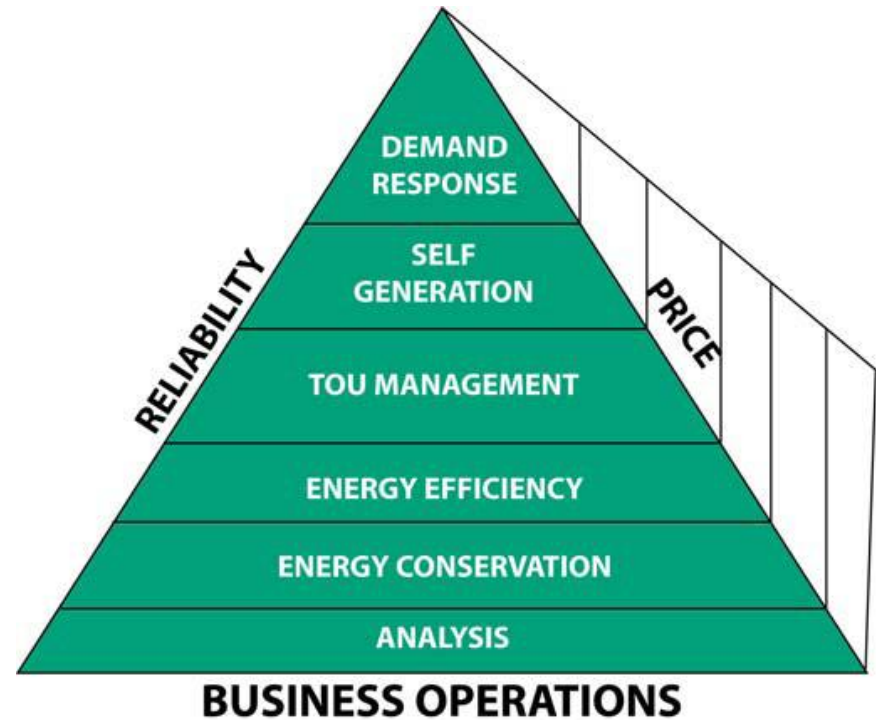 DEMAND
RESPONSE
SELF
GENERATION
RELIABILITY
PRICE
TOU MANAGEMENT
ENERGY EFFICIENCY
ENERGY CONSERVATION
ANALYSIS
BUSINESS OPERATIONS